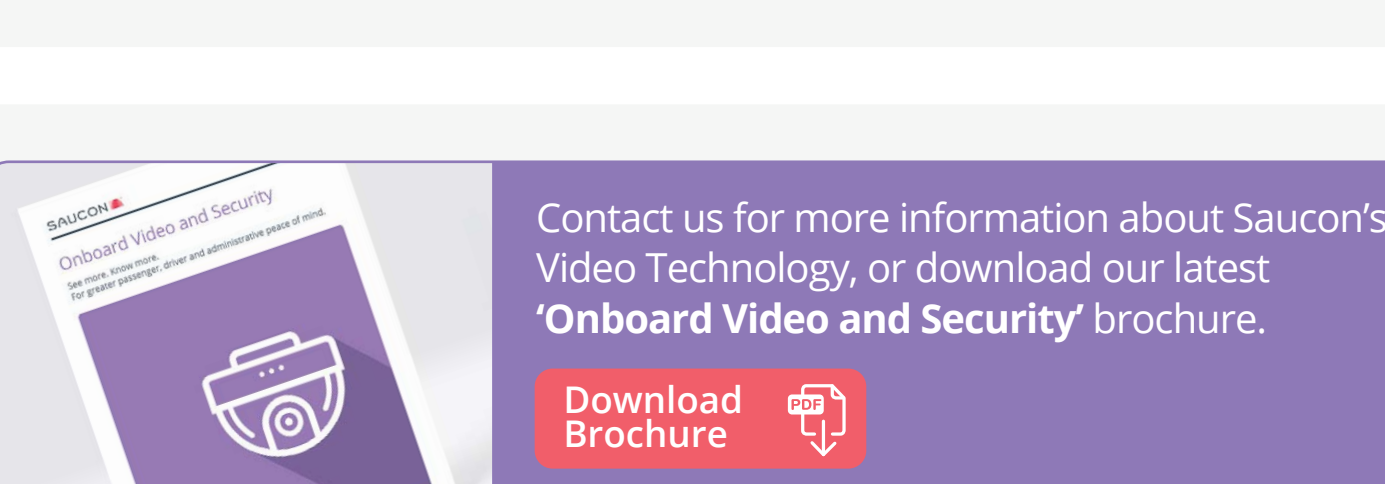 SAUCON
Onboard Video and Security
See more. Know more.
For greater passenger, driver and administrative peace of mind.
Contact us for more information about Saucon's
Video Technology, or download our latest
‘Onboard Video and Security’ brochure.
Download
Brochure
PDF